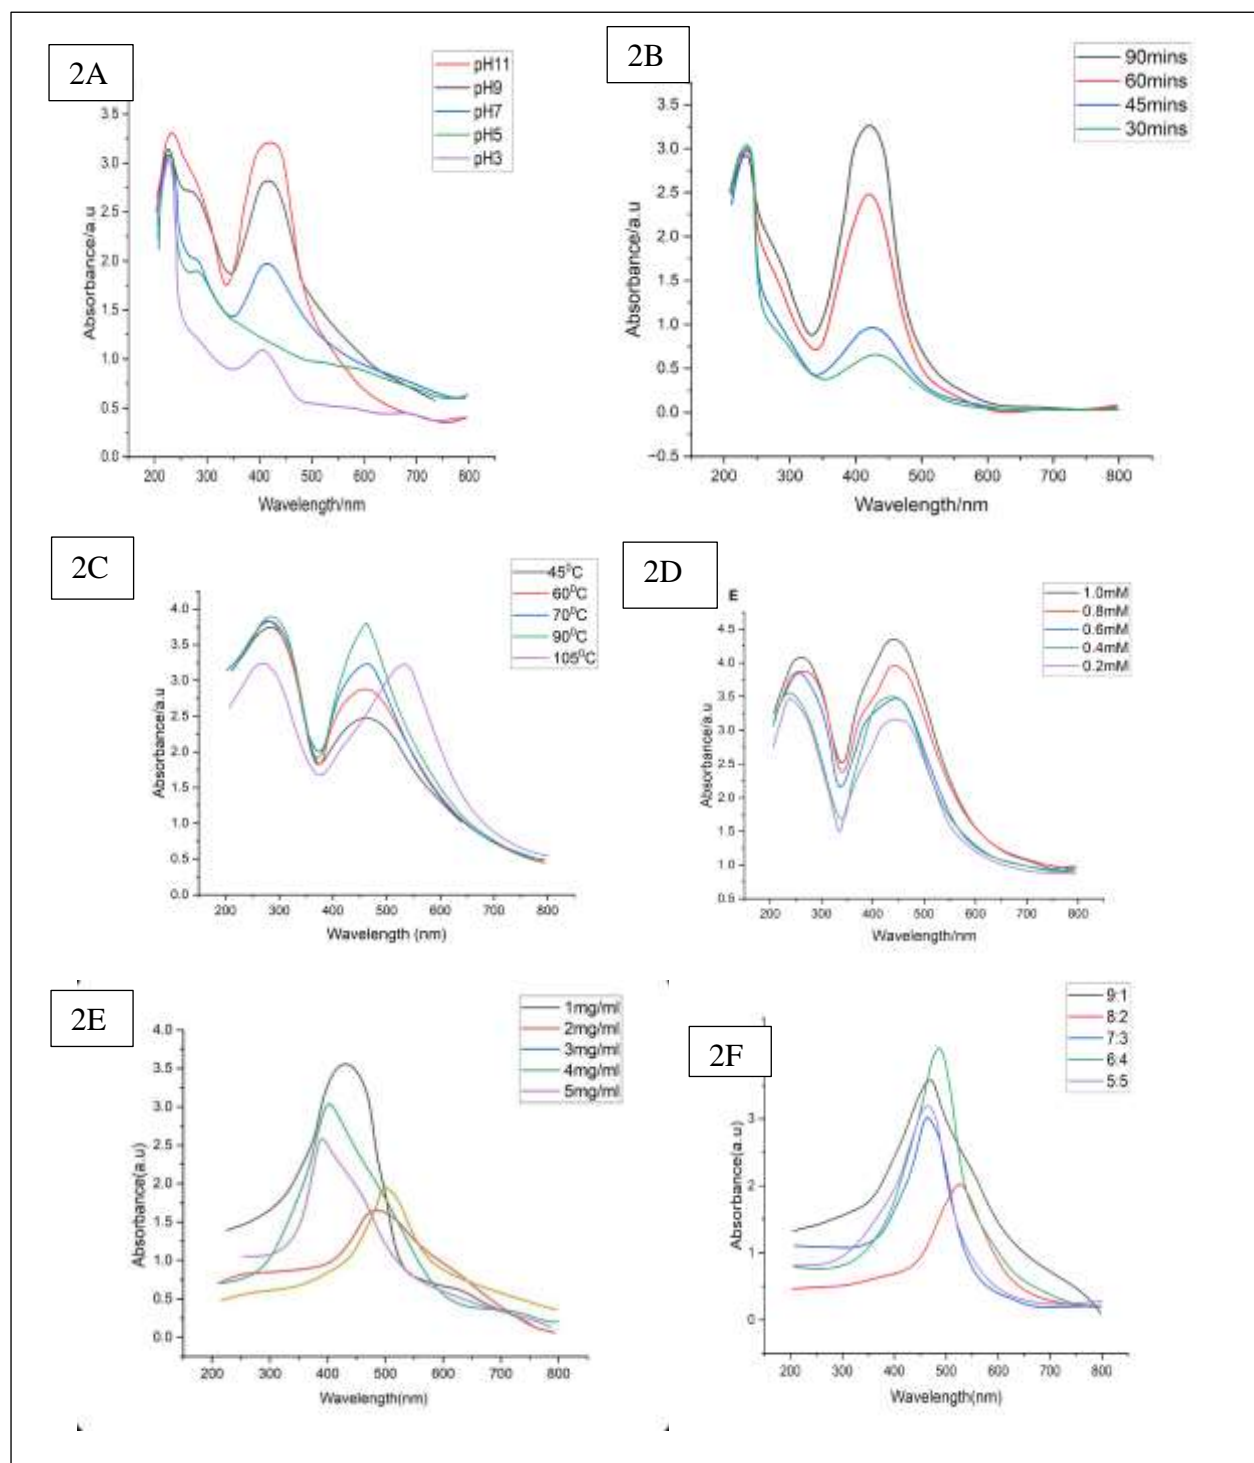 2A
pH11
pH9
pH7
pH5
pH3
3.5
3.0
2.5
2.0
1.5
1.0
0.5
0.0
Absorbance/a.u
200 300 400 500 600 700 800
Wavelength/nm
2B
90mins
60mins
45mins
30mins
3.5
3.0
2.5
2.0
1.5
1.0
0.5
0.0
−0.5
Absorbance/a.u
200 300 400 500 600 700 800
Wavelength/nm
2C
45⁰C
60⁰C
70⁰C
90⁰C
105⁰C
4.0
3.5
3.0
2.5
2.0
1.5
1.0
0.5
0.0
Absorbance/a.u
200 300 400 500 600 700 800
Wavelength (nm)
2D
E
1.0mM
0.8mM
0.6mM
0.4mM
0.2mM
4.5
4.0
3.5
3.0
2.5
2.0
1.5
1.0
0.5
Absorbance/a.u
200 300 400 500 600 700 800
Wavelength/nm
2E
1mg/ml
2mg/ml
3mg/ml
4mg/ml
5mg/ml
4.0
3.5
3.0
2.5
2.0
1.5
1.0
0.5
0.0
Absorbance(a.u)
200 300 400 500 600 700 800
Wavelength(nm)
2F
9:1
8:2
7:3
6:4
5:5
3
2
1
0
Absorbance(a.u)
200 300 400 500 600 700 800
Wavelength(nm)